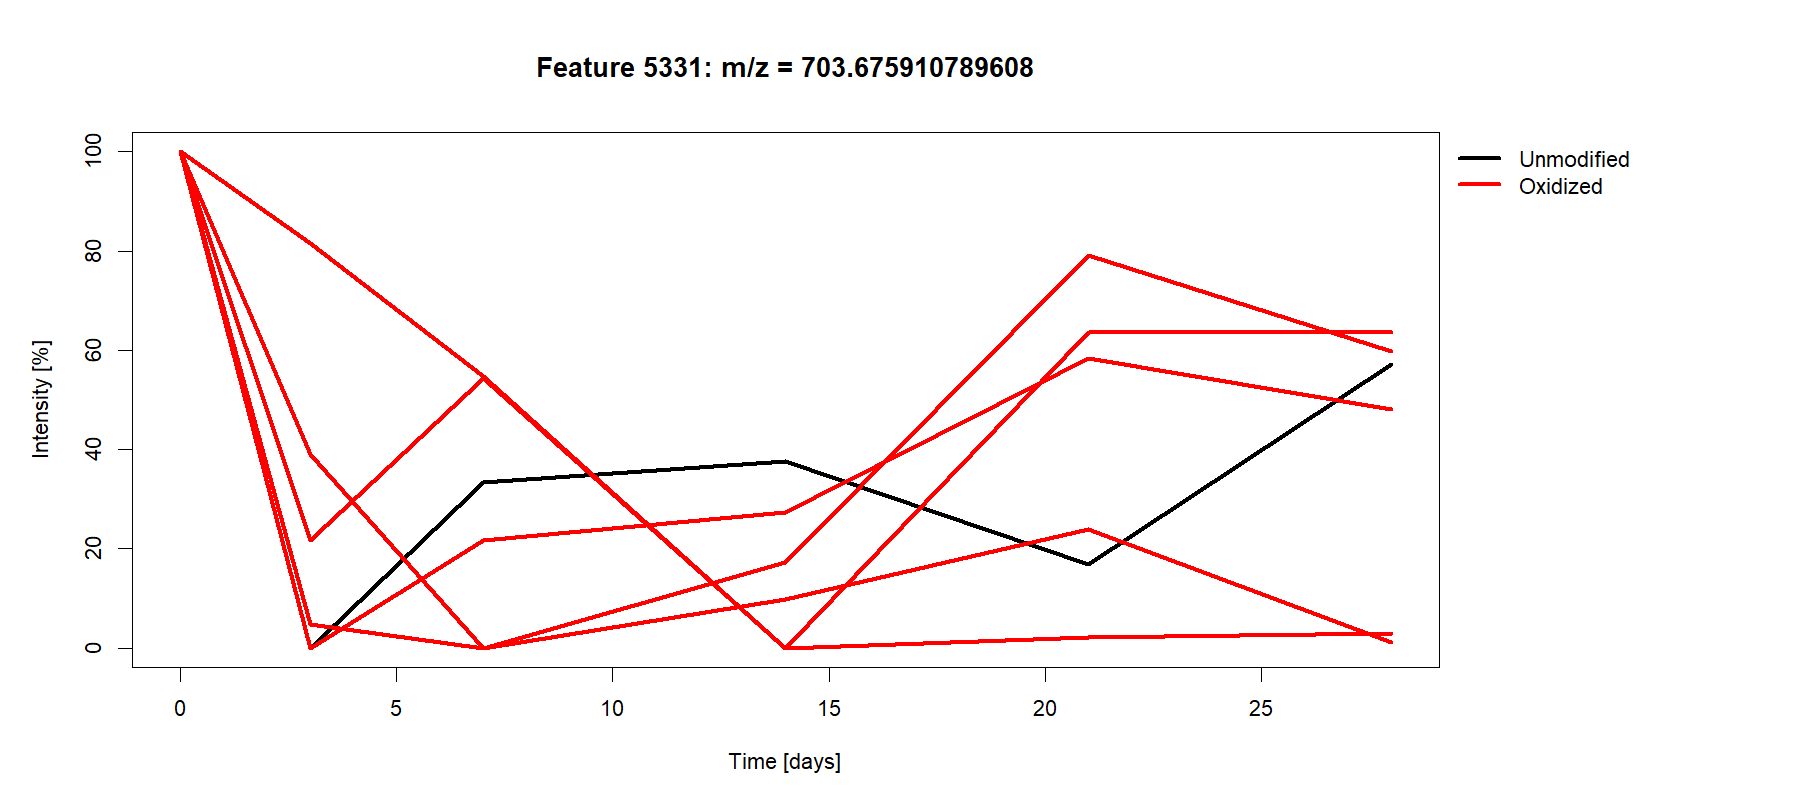 Feature 5331: m/z = 703.675910789608
Unmodified
Oxidized
Intensity [%]
100
80
60
40
20
0
0 5 10 15 20 25
Time [days]